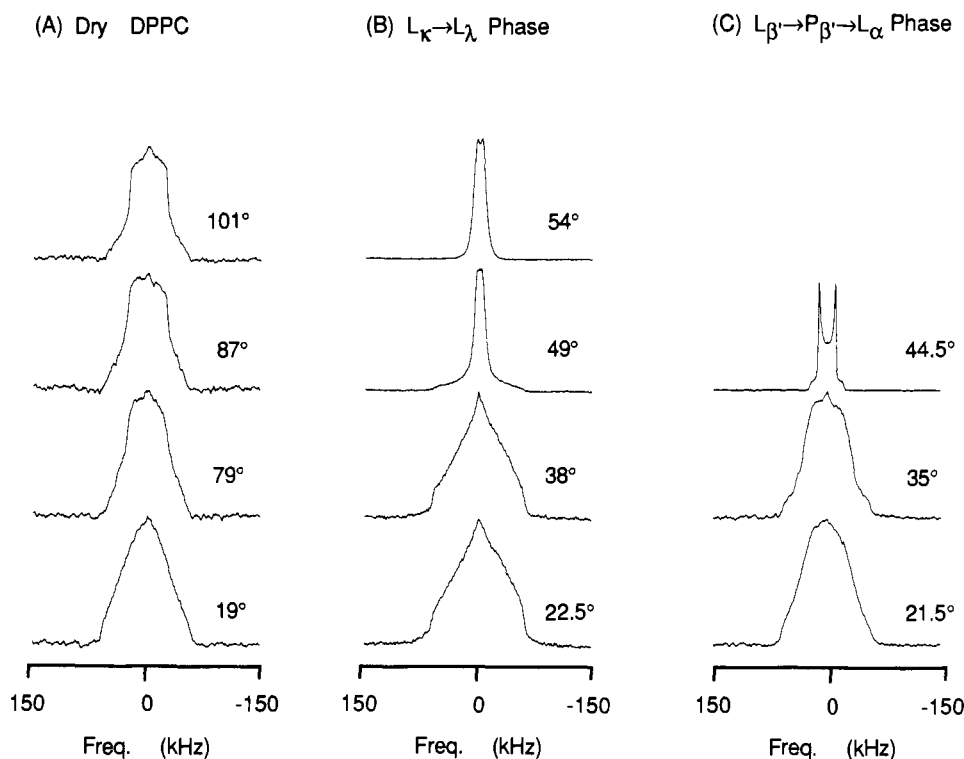 (A) Dry DPPC
(B) Lκ→Lλ Phase
(C) Lβ'→Pβ'→Lα Phase
101°
87°
79°
19°
150 0 -150
Freq. (kHz)
54°
49°
38°
22.5°
150 0 -150
Freq. (kHz)
44.5°
35°
21.5°
150 0 -150
Freq. (kHz)